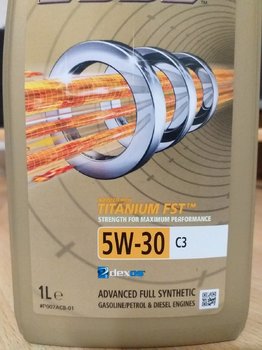 TITANIUM FST™
STRENGTH FOR MAXIMUM PERFORMANCE
5W-30 C3
dexos
1L e
ADVANCED FULL SYNTHETIC
GASOLINE/PETROL & DIESEL ENGINES